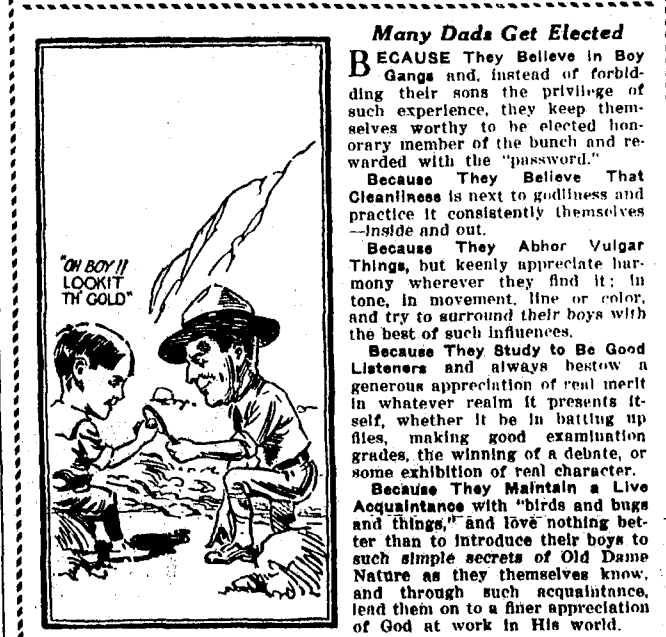 "OH BOY !!
LOOKIT
TH' GOLD"
Many Dads Get Elected
BECAUSE They Believe in Boy
Gangs and, instead of forbid-
ding their sons the privilege of
such experience, they keep them-
selves worthy to be elected hon-
orary member of the bunch and re-
warded with the "password."
Because They Believe That
Cleanliness is next to godliness and
practice it consistently themselves
—inside and out.
Because They Abhor Vulgar
Things, but keenly appreciate har-
mony wherever they find it; in
tone, in movement, line or color,
and try to surround their boys with
the best of such influences.
Because They Study to Be Good
Listeners and always bestow a
generous appreciation of real merit
in whatever realm it presents it-
self, whether it be in batting up
flies, making good examination
grades, the winning of a debate, or
some exhibition of real character.
Because They Maintain a Live
Acquaintance with "birds and bugs
and things," and love nothing bet-
ter than to introduce their boys to
such simple secrets of Old Dame
Nature as they themselves know,
and through such acquaintance,
lead them on to a finer appreciation
of God at work in His world.